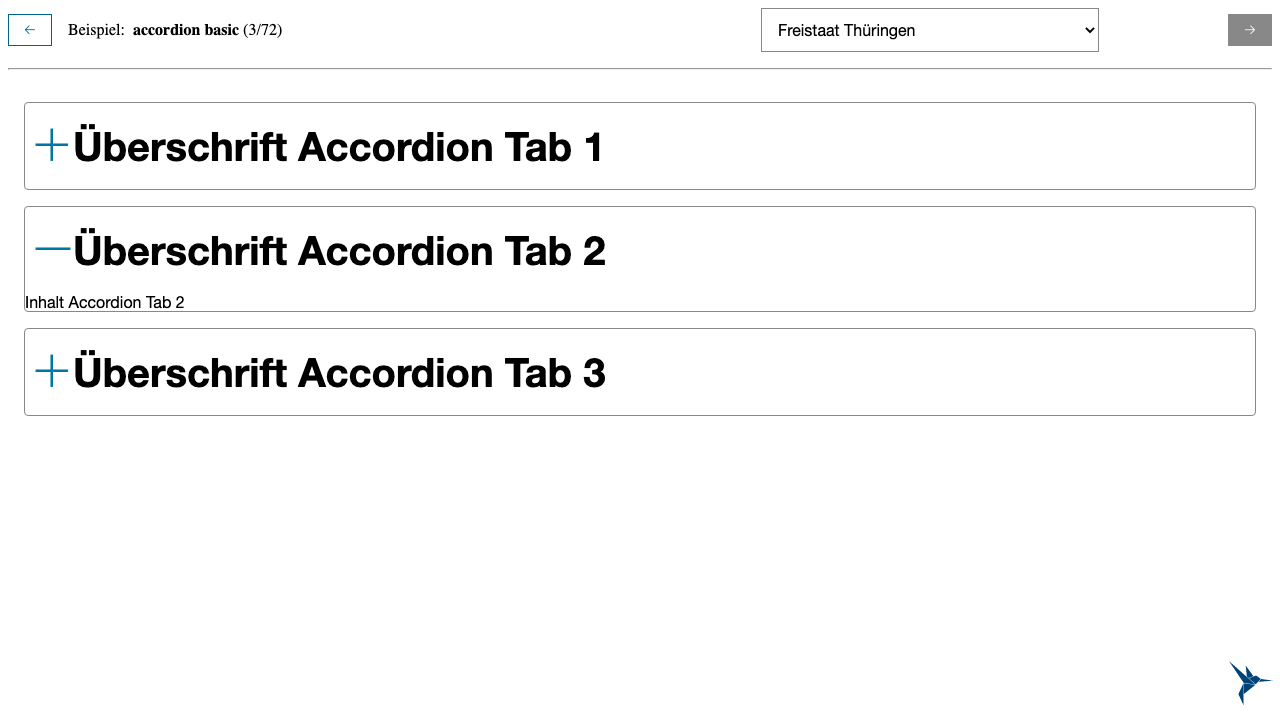 Beispiel: accordion basic (3/72)
Freistaat Thüringen
Überschrift Accordion Tab 1
Überschrift Accordion Tab 2
Inhalt Accordion Tab 2
Überschrift Accordion Tab 3